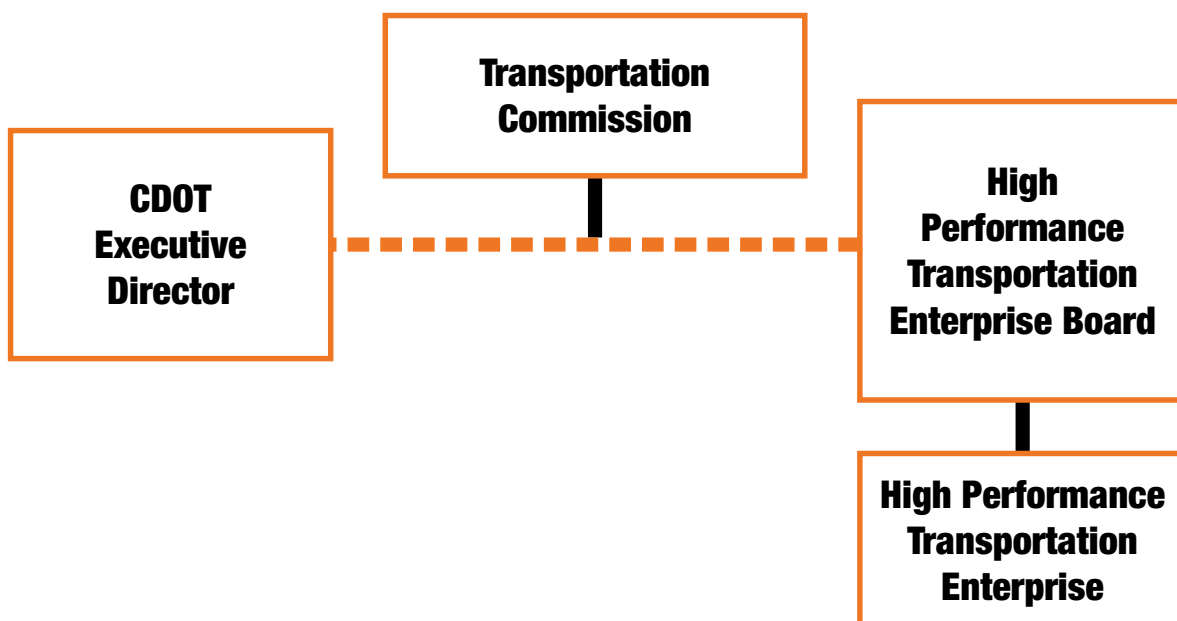 Transportation
Commission
CDOT
Executive
Director
High
Performance
Transportation
Enterprise Board
High Performance
Transportation
Enterprise